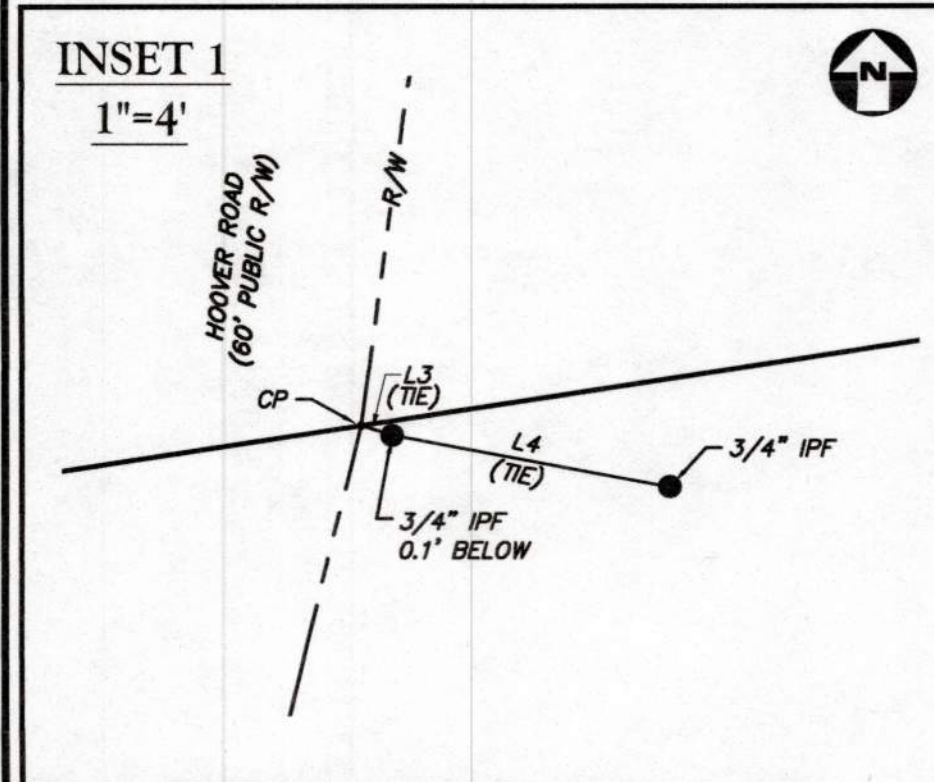 INSET 1
1"=4'
N
R/W
HOOVER ROAD
(60' PUBLIC R/W)
CP
L3
(TIE)
L4
(TIE)
3/4" IPF
3/4" IPF
0.1' BELOW